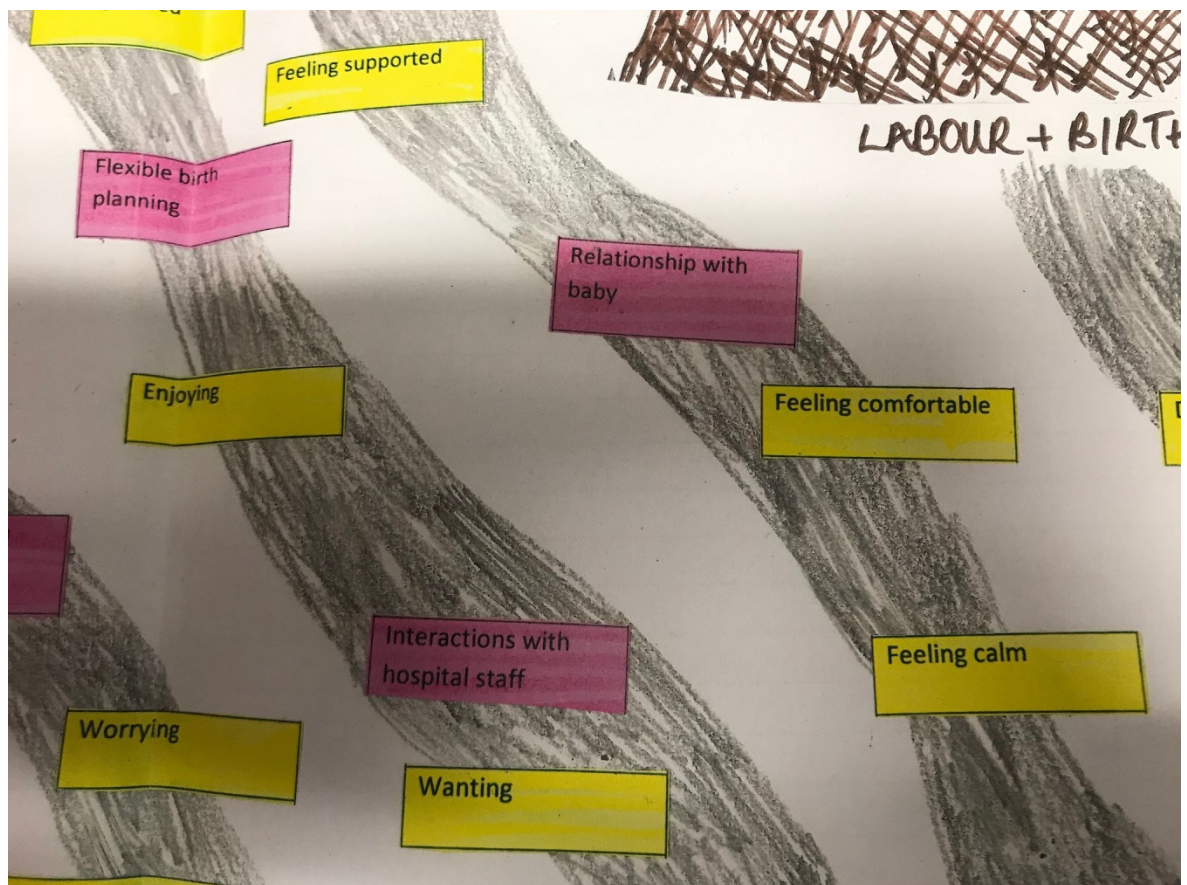 Feeling supported
LABOUR + BIRTH
Flexible birth
planning
Relationship with
baby
Enjoying
Feeling comfortable
Interactions with
hospital staff
Feeling calm
Worrying
Wanting